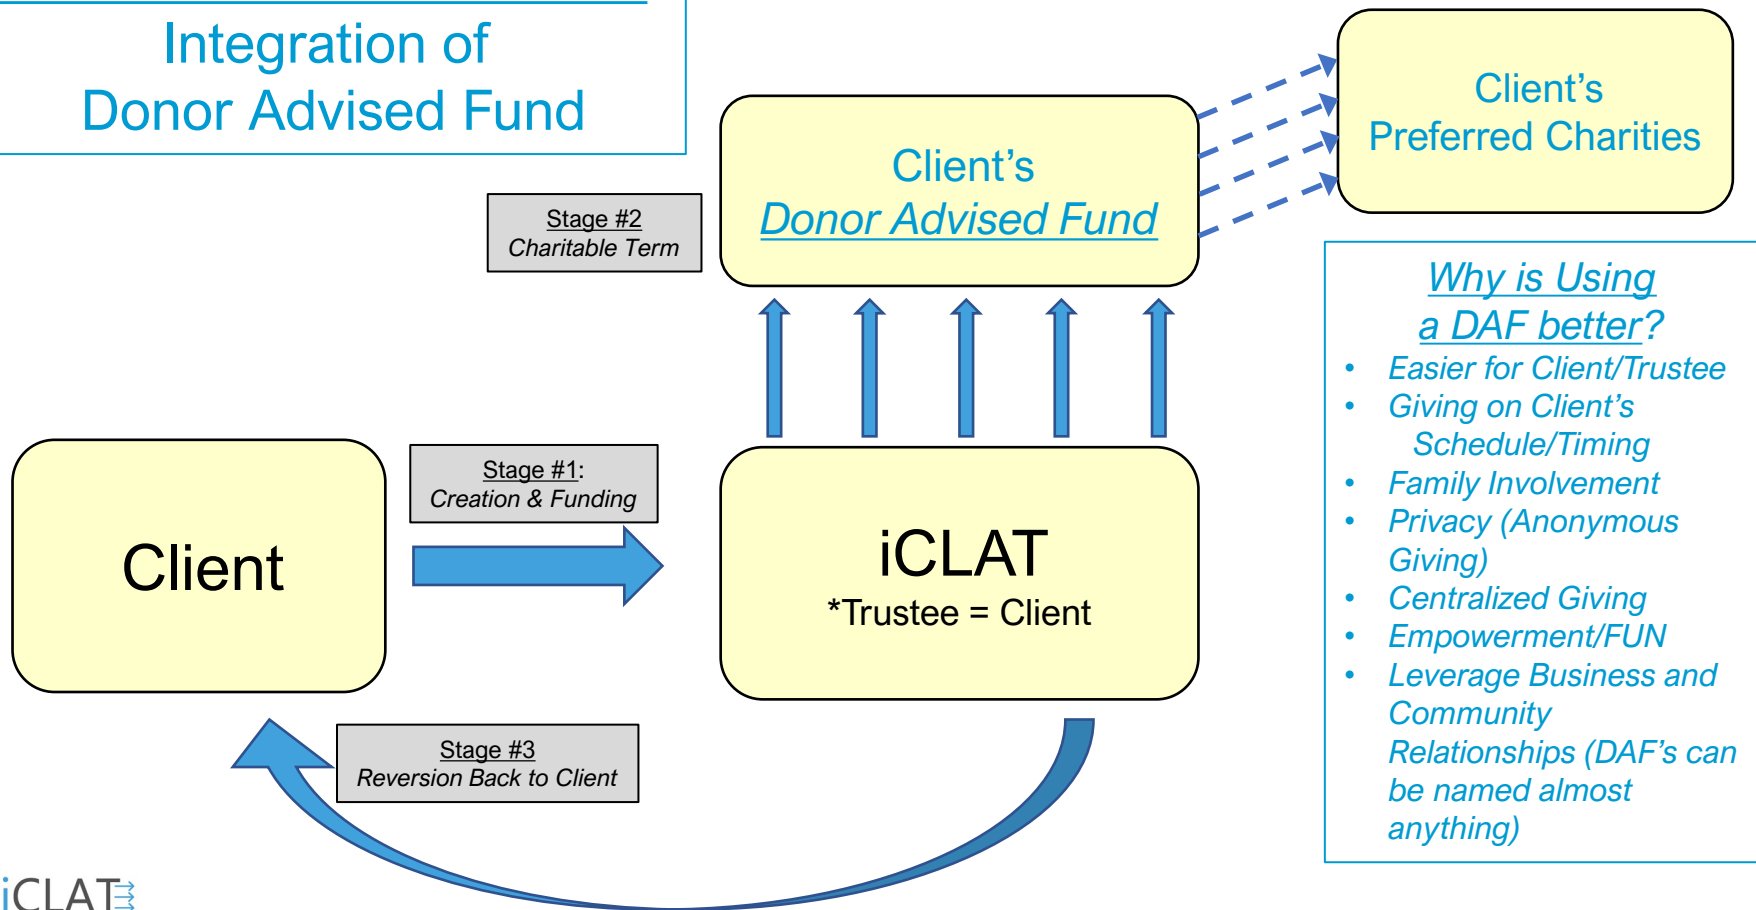 Integration of
Donor Advised Fund
Client's
Preferred Charities
Client's
Donor Advised Fund
Stage #2
Charitable Term
Why is Using
a DAF better?
• Easier for Client/Trustee
• Giving on Client's
Schedule/Timing
• Family Involvement
• Privacy (Anonymous
Giving)
• Centralized Giving
• Empowerment/FUN
• Leverage Business and
Community
Relationships (DAF's can
be named almost
anything)
Client
Stage #1:
Creation & Funding
iCLAT
*Trustee = Client
Stage #3
Reversion Back to Client
iCLAT